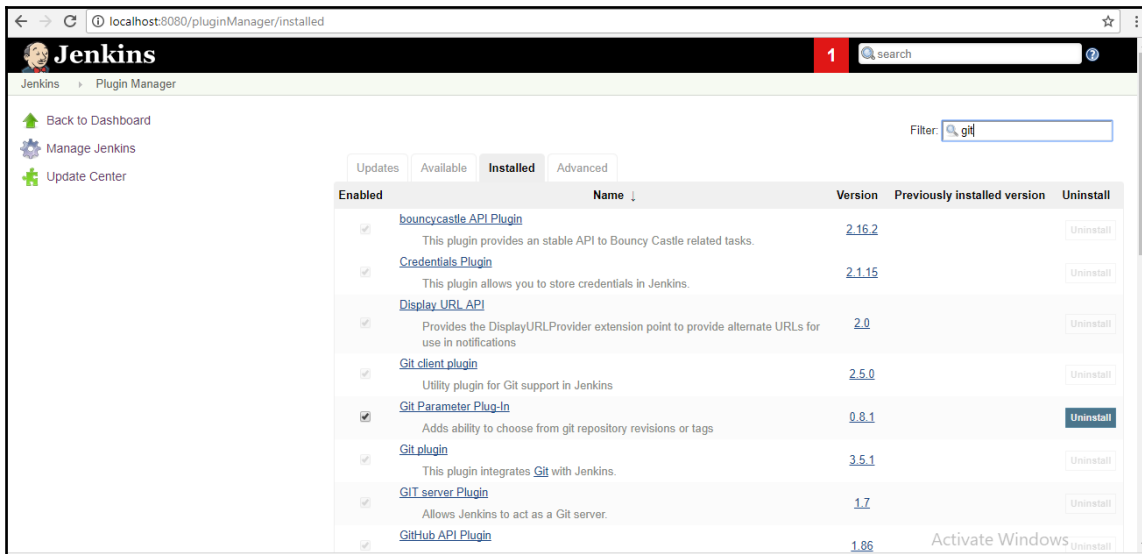 localhost:8080/pluginManager/installed
Jenkins
1
search
Jenkins
Plugin Manager
Back to Dashboard
Manage Jenkins
Update Center
Filter: git
Updates Available Installed Advanced
Enabled Name ↓ Version Previously installed version Uninstall
bouncycastle API Plugin
This plugin provides an stable API to Bouncy Castle related tasks.
2.16.2 Uninstall
Credentials Plugin
This plugin allows you to store credentials in Jenkins.
2.1.15 Uninstall
Display URL API
Provides the DisplayURLProvider extension point to provide alternate URLs for
use in notifications
2.0 Uninstall
Git client plugin
Utility plugin for Git support in Jenkins
2.5.0 Uninstall
Git Parameter Plug-In
Adds ability to choose from git repository revisions or tags
0.8.1 Uninstall
Git plugin
This plugin integrates Git with Jenkins.
3.5.1 Uninstall
GIT server Plugin
Allows Jenkins to act as a Git server.
1.7 Uninstall
GitHub API Plugin
1.86 Uninstall
Activate Windows